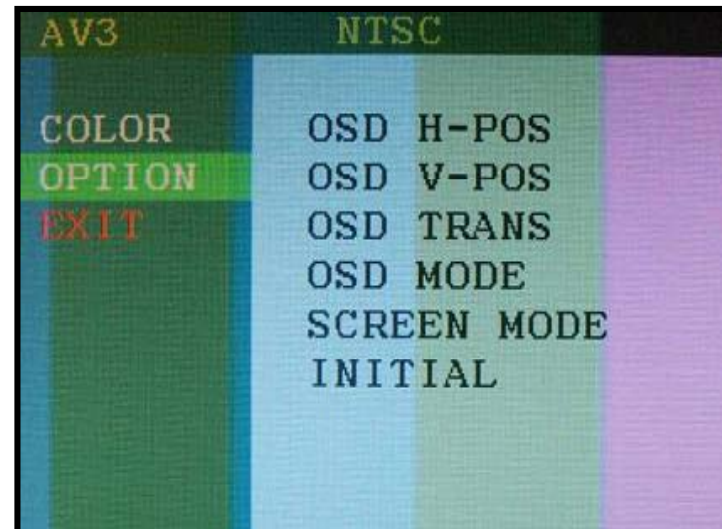 AV3 NTSC
COLOR OSD H-POS
OPTION OSD V-POS
EXIT OSD TRANS
OSD MODE
SCREEN MODE
INITIAL